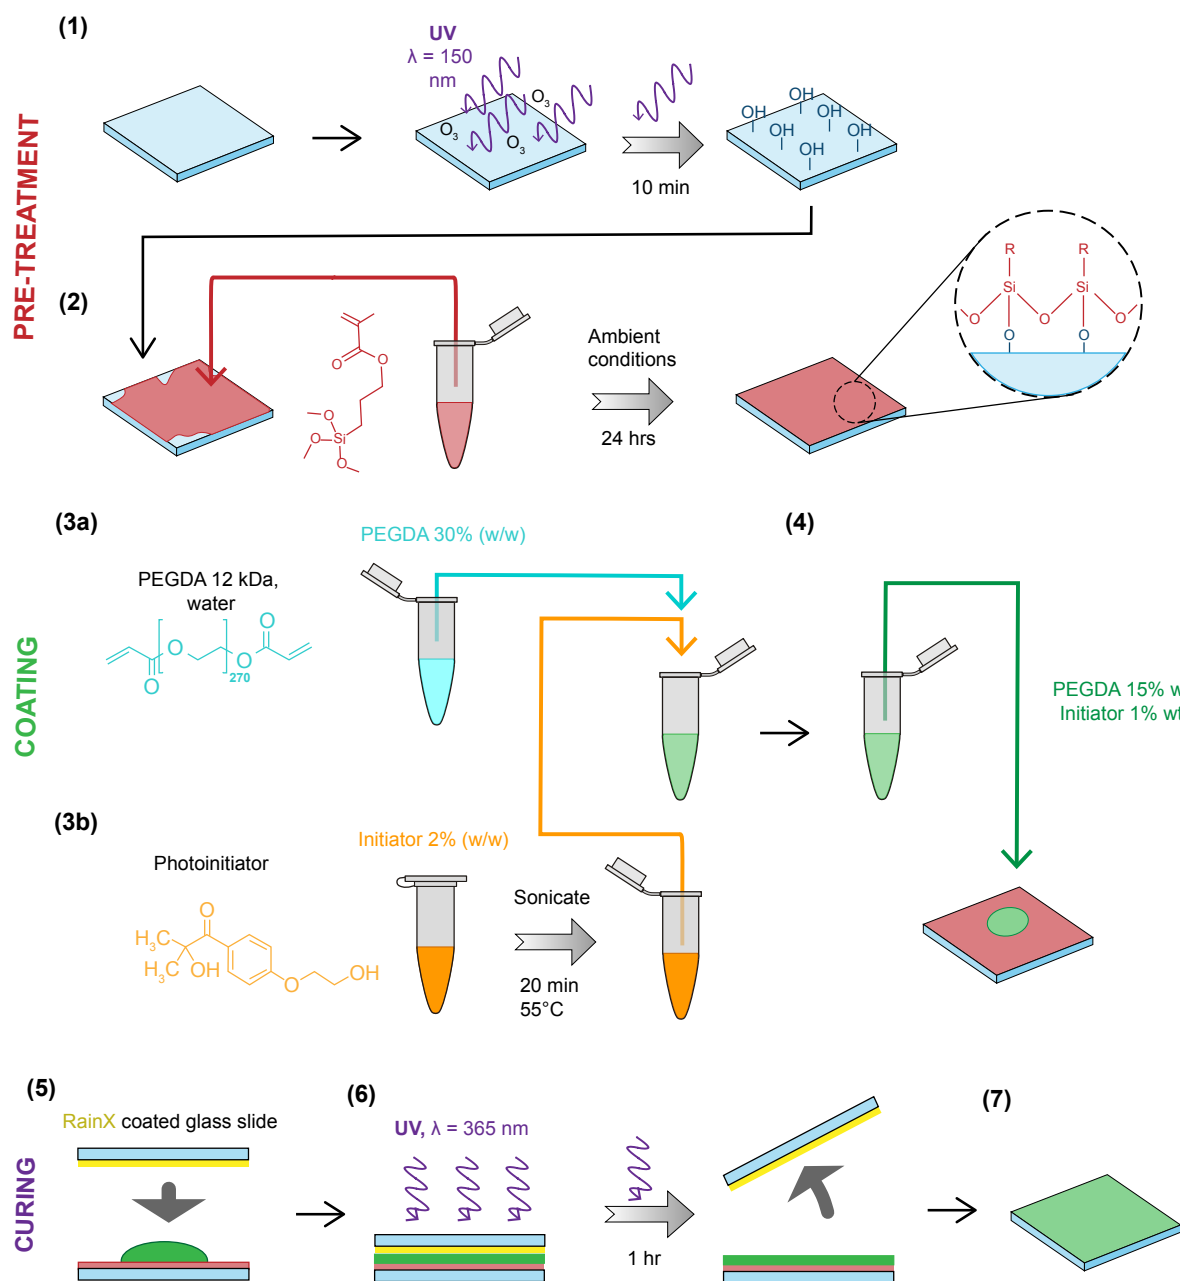 (1)
UV
λ = 150
nm
O3
O3
O3
10 min
OH
OH
OH
OH
OH
OH
PRE-TREATMENT
(2)
O
O
O
Si
O
O
Ambient
conditions
24 hrs
R
R
Si
Si
O
O
O
O
O
(3a)
PEGDA 30% (w/w)
(4)
PEGDA 12 kDa,
water
O
O
O
O
270
COATING
PEGDA 15% w
Initiator 1% wt
(3b)
Initiator 2% (w/w)
Photoinitiator
Sonicate
20 min
55°C
O
H3C
H3C
OH
O
OH
(5)
RainX coated glass slide
(6)
UV, λ = 365 nm
1 hr
(7)
CURING